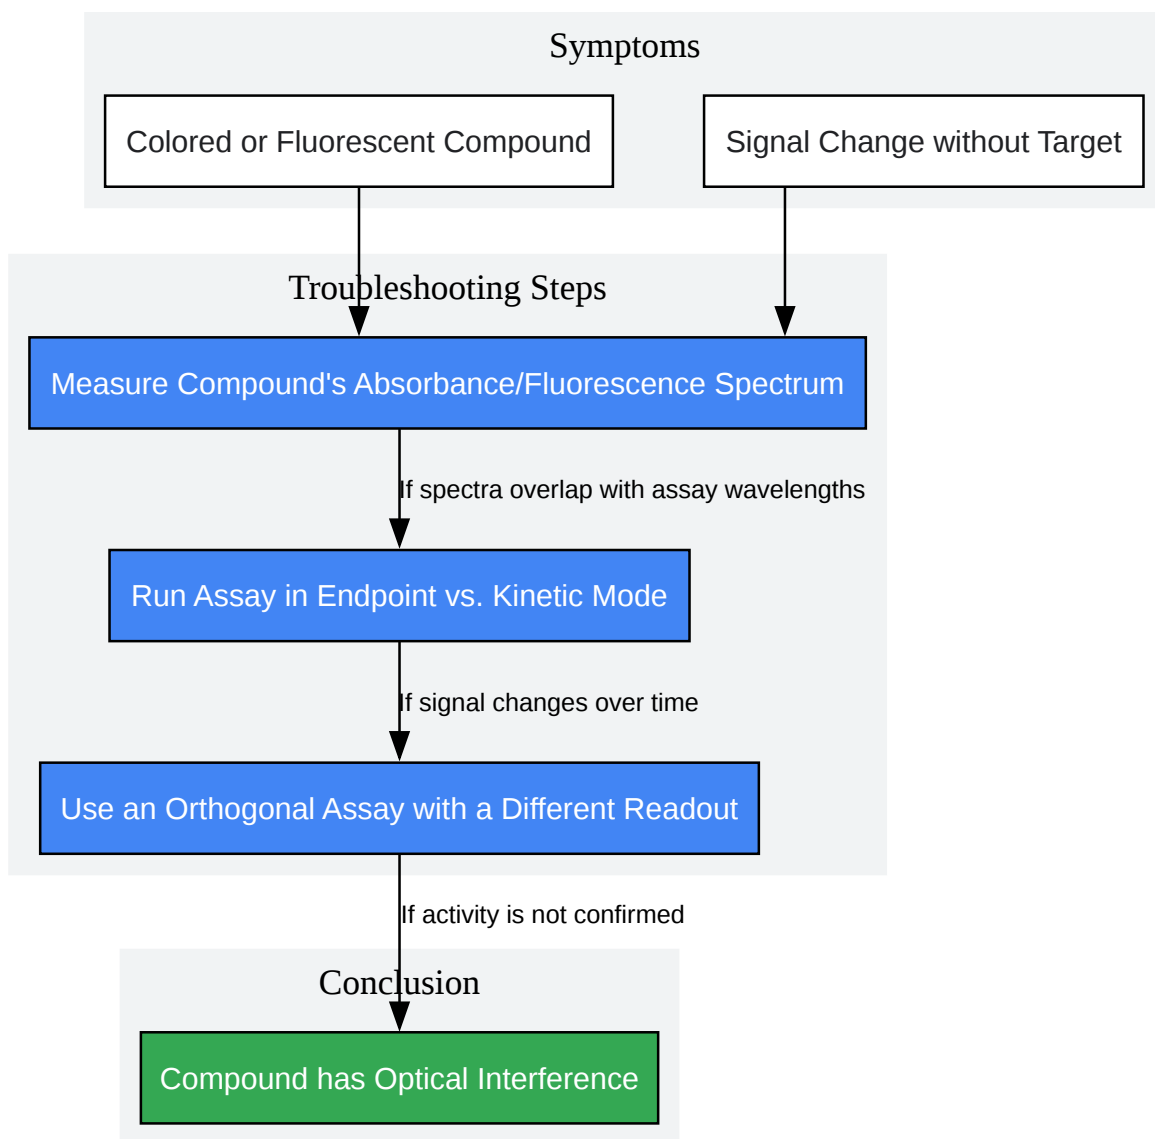 Symptoms
Colored or Fluorescent Compound
Signal Change without Target
Troubleshooting Steps
Measure Compound's Absorbance/Fluorescence Spectrum
If spectra overlap with assay wavelengths
Run Assay in Endpoint vs. Kinetic Mode
If signal changes over time
Use an Orthogonal Assay with a Different Readout
If activity is not confirmed
Conclusion
Compound has Optical Interference